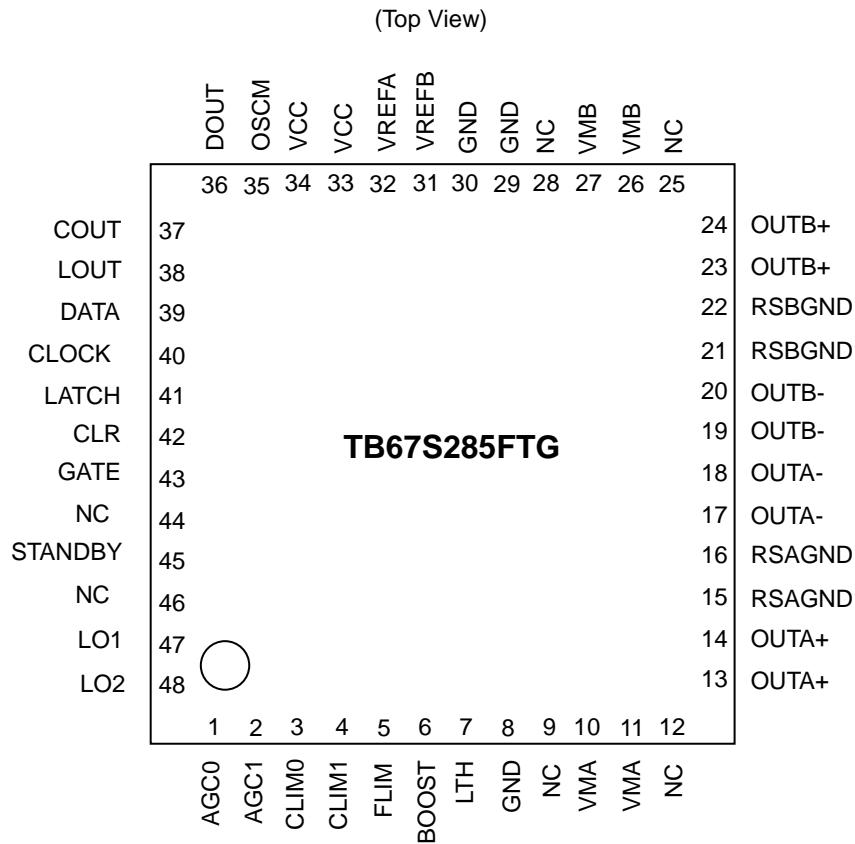 (Top View)
DOUT OSCM VCC VCC VREFA VREFB GND GND NC VMB VMB NC
36 35 34 33 32 31 30 29 28 27 26 25
COUT 37 24 OUTB+
LOUT 38 23 OUTB+
DATA 39 22 RSBGND
CLOCK 40 21 RSBGND
LATCH 41 20 OUTB-
CLR 42 19 OUTB-
TB67S285FTG
GATE 43 18 OUTA-
NC 44 17 OUTA-
STANDBY 45 16 RSAGND
NC 46 15 RSAGND
LO1 47 14 OUTA+
LO2 48 13 OUTA+
1 2 3 4 5 6 7 8 9 10 11 12
AGC0 AGC1 CLIM0 CLIM1 FLIM BOOST LTH GND NC VMA VMA NC